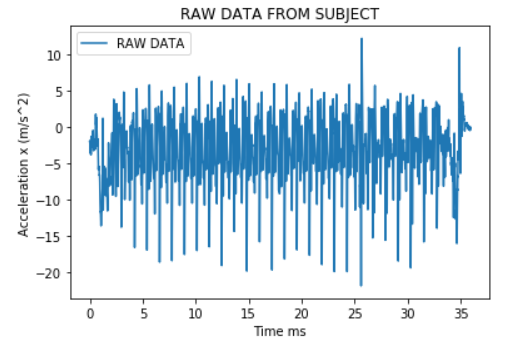 RAW DATA FROM SUBJECT
RAW DATA
Acceleration x (m/s^2)
10
5
0
−5
−10
−15
−20
0 5 10 15 20 25 30 35
Time ms